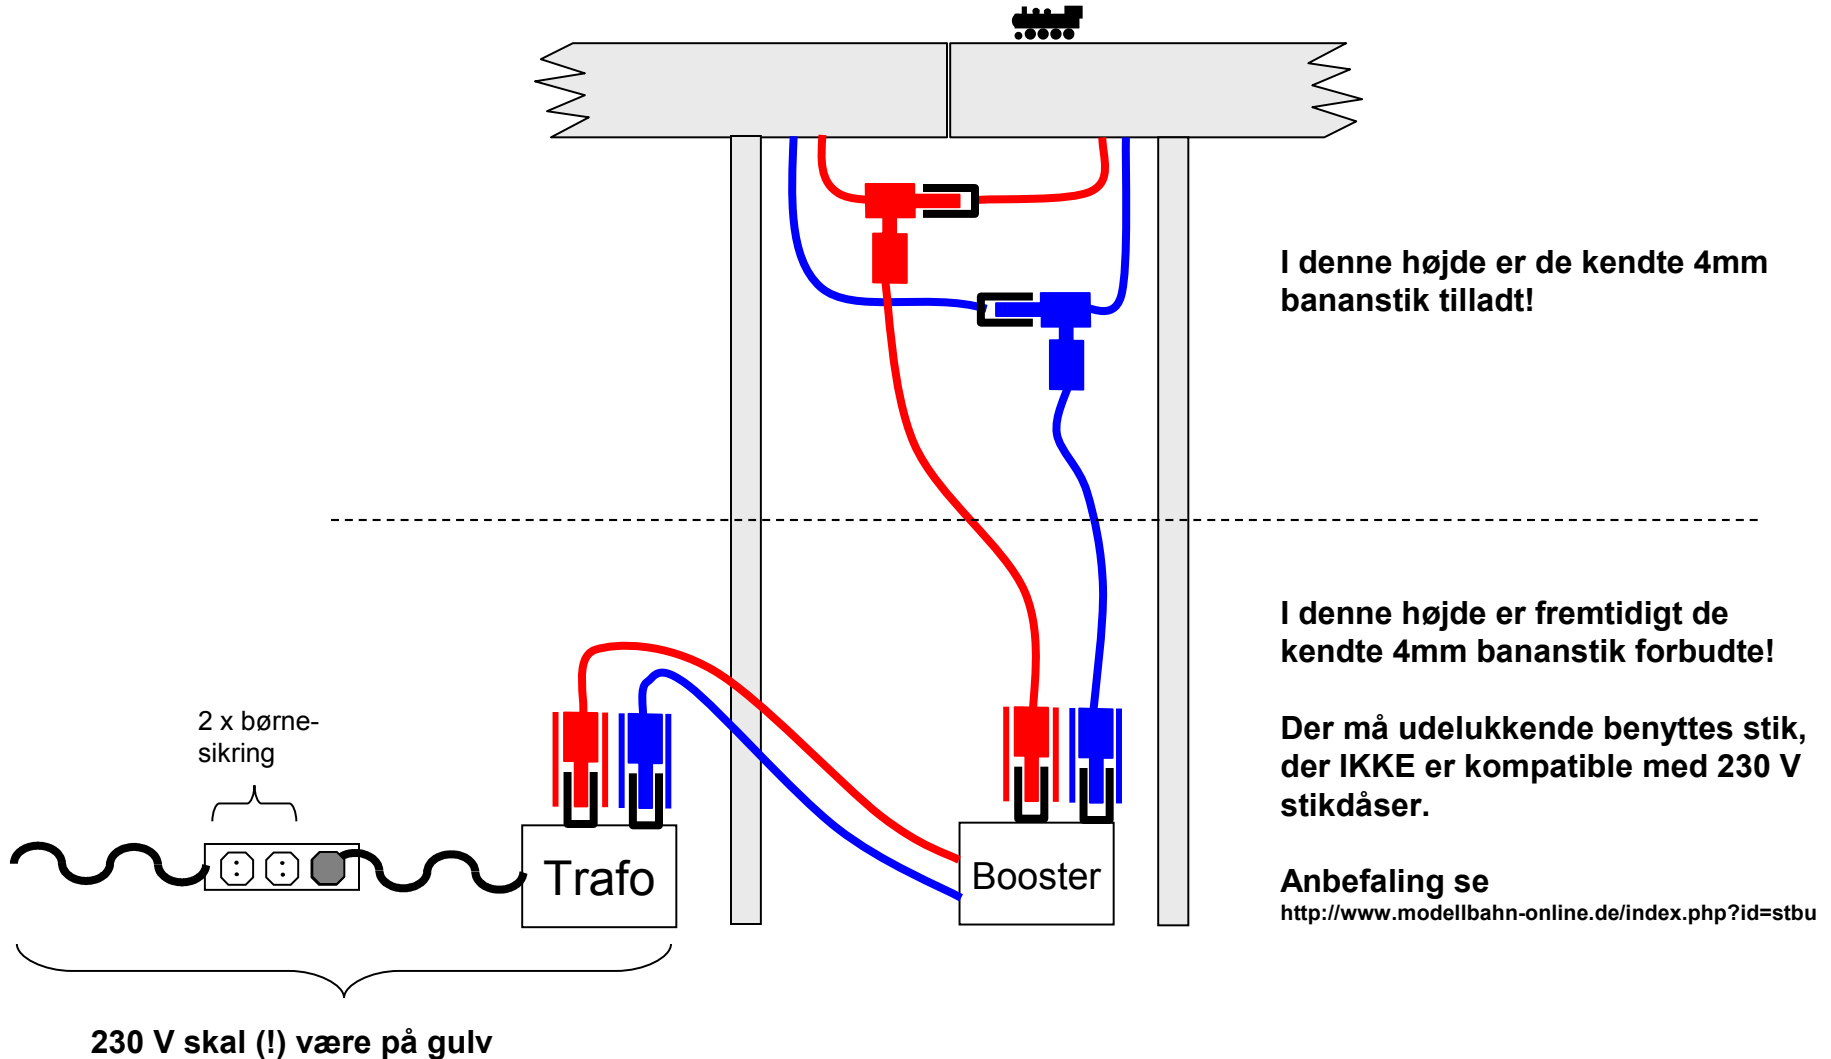 I denne højde er de kendte 4mm
bananstik tilladt!
I denne højde er fremtidigt de
kendte 4mm bananstik forbudte!
Der må udelukkende benyttes stik,
der IKKE er kompatible med 230 V
stikdåser.
Anbefaling se
http://www.modellbahn-online.de/index.php?id=stbu
2 x børne-
sikring
Trafo
Booster
230 V skal (!) være på gulv